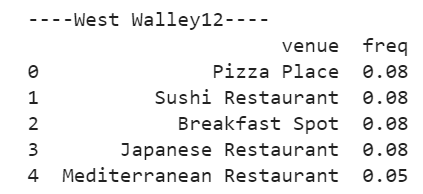 ----West Walley12----
venue freq
0 Pizza Place 0.08
1 Sushi Restaurant 0.08
2 Breakfast Spot 0.08
3 Japanese Restaurant 0.08
4 Mediterranean Restaurant 0.05